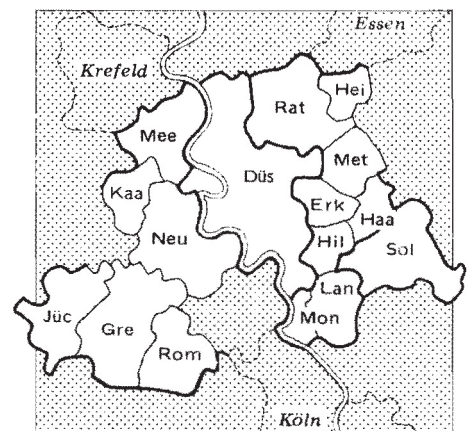 Essen
Krefeld
Hei
Rat
Mee
Met
Düs
Kaa
Erk
Haa
Neu
Hil
Sol
Lan
Jüc
Mon
Gre
Rom
Köln